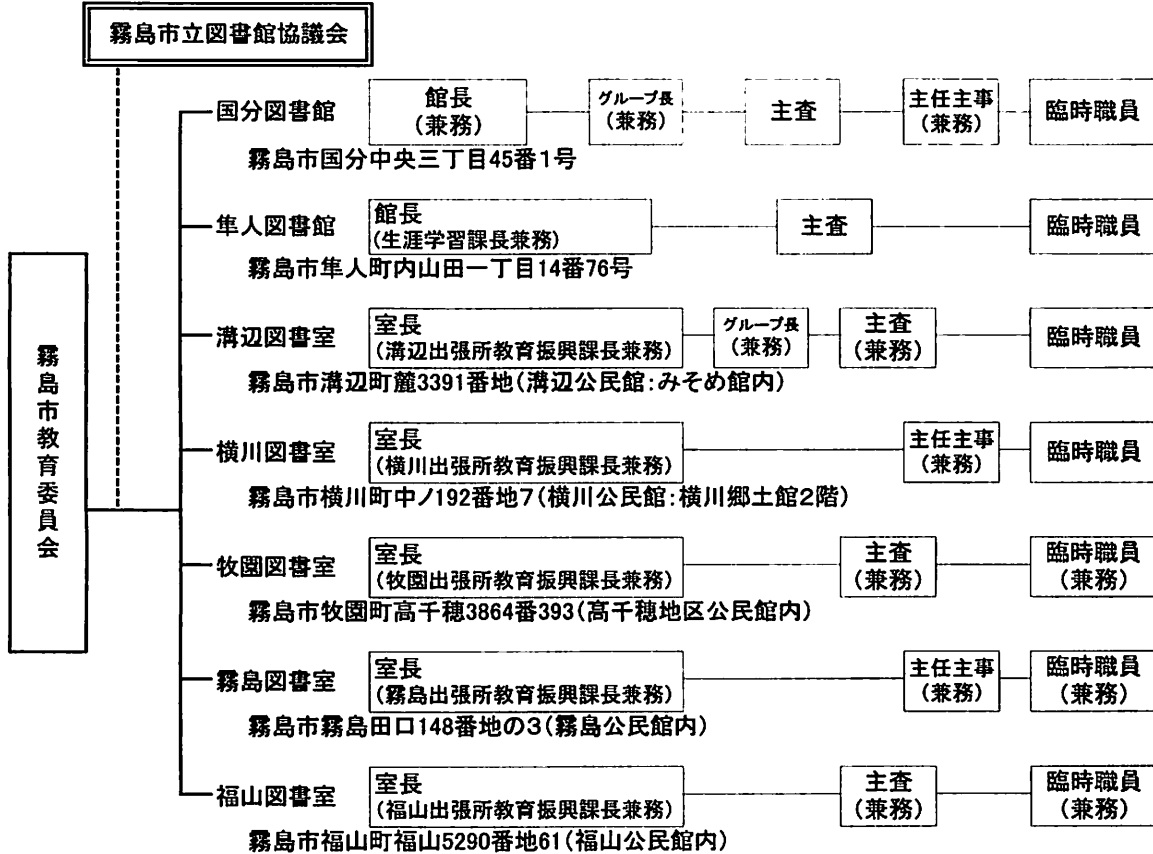 霧島市立図書館協議会
霧島市教育委員会
国分図書館 館長 グループ長 主査 主任主事 臨時職員
(兼務) (兼務) (兼務)
霧島市国分中央三丁目45番1号
隼人図書館 館長 主査 臨時職員
(生涯学習課長兼務)
霧島市隼人町内山田一丁目14番76号
溝辺図書室 室長 グループ長 主査 臨時職員
(溝辺出張所教育振興課長兼務) (兼務) (兼務)
霧島市溝辺町麓3391番地(溝辺公民館:みそめ館内)
横川図書室 室長 主任主事 臨時職員
(横川出張所教育振興課長兼務) (兼務)
霧島市横川町中ノ192番地7(横川公民館:横川郷土館2階)
牧園図書室 室長 主査 臨時職員
(牧園出張所教育振興課長兼務) (兼務) (兼務)
霧島市牧園町高千穂3864番393(高千穂地区公民館内)
霧島図書室 室長 主任主事 臨時職員
(霧島出張所教育振興課長兼務) (兼務) (兼務)
霧島市霧島田口148番地の3(霧島公民館内)
福山図書室 室長 主査 臨時職員
(福山出張所教育振興課長兼務) (兼務) (兼務)
霧島市福山町福山5290番地61(福山公民館内)